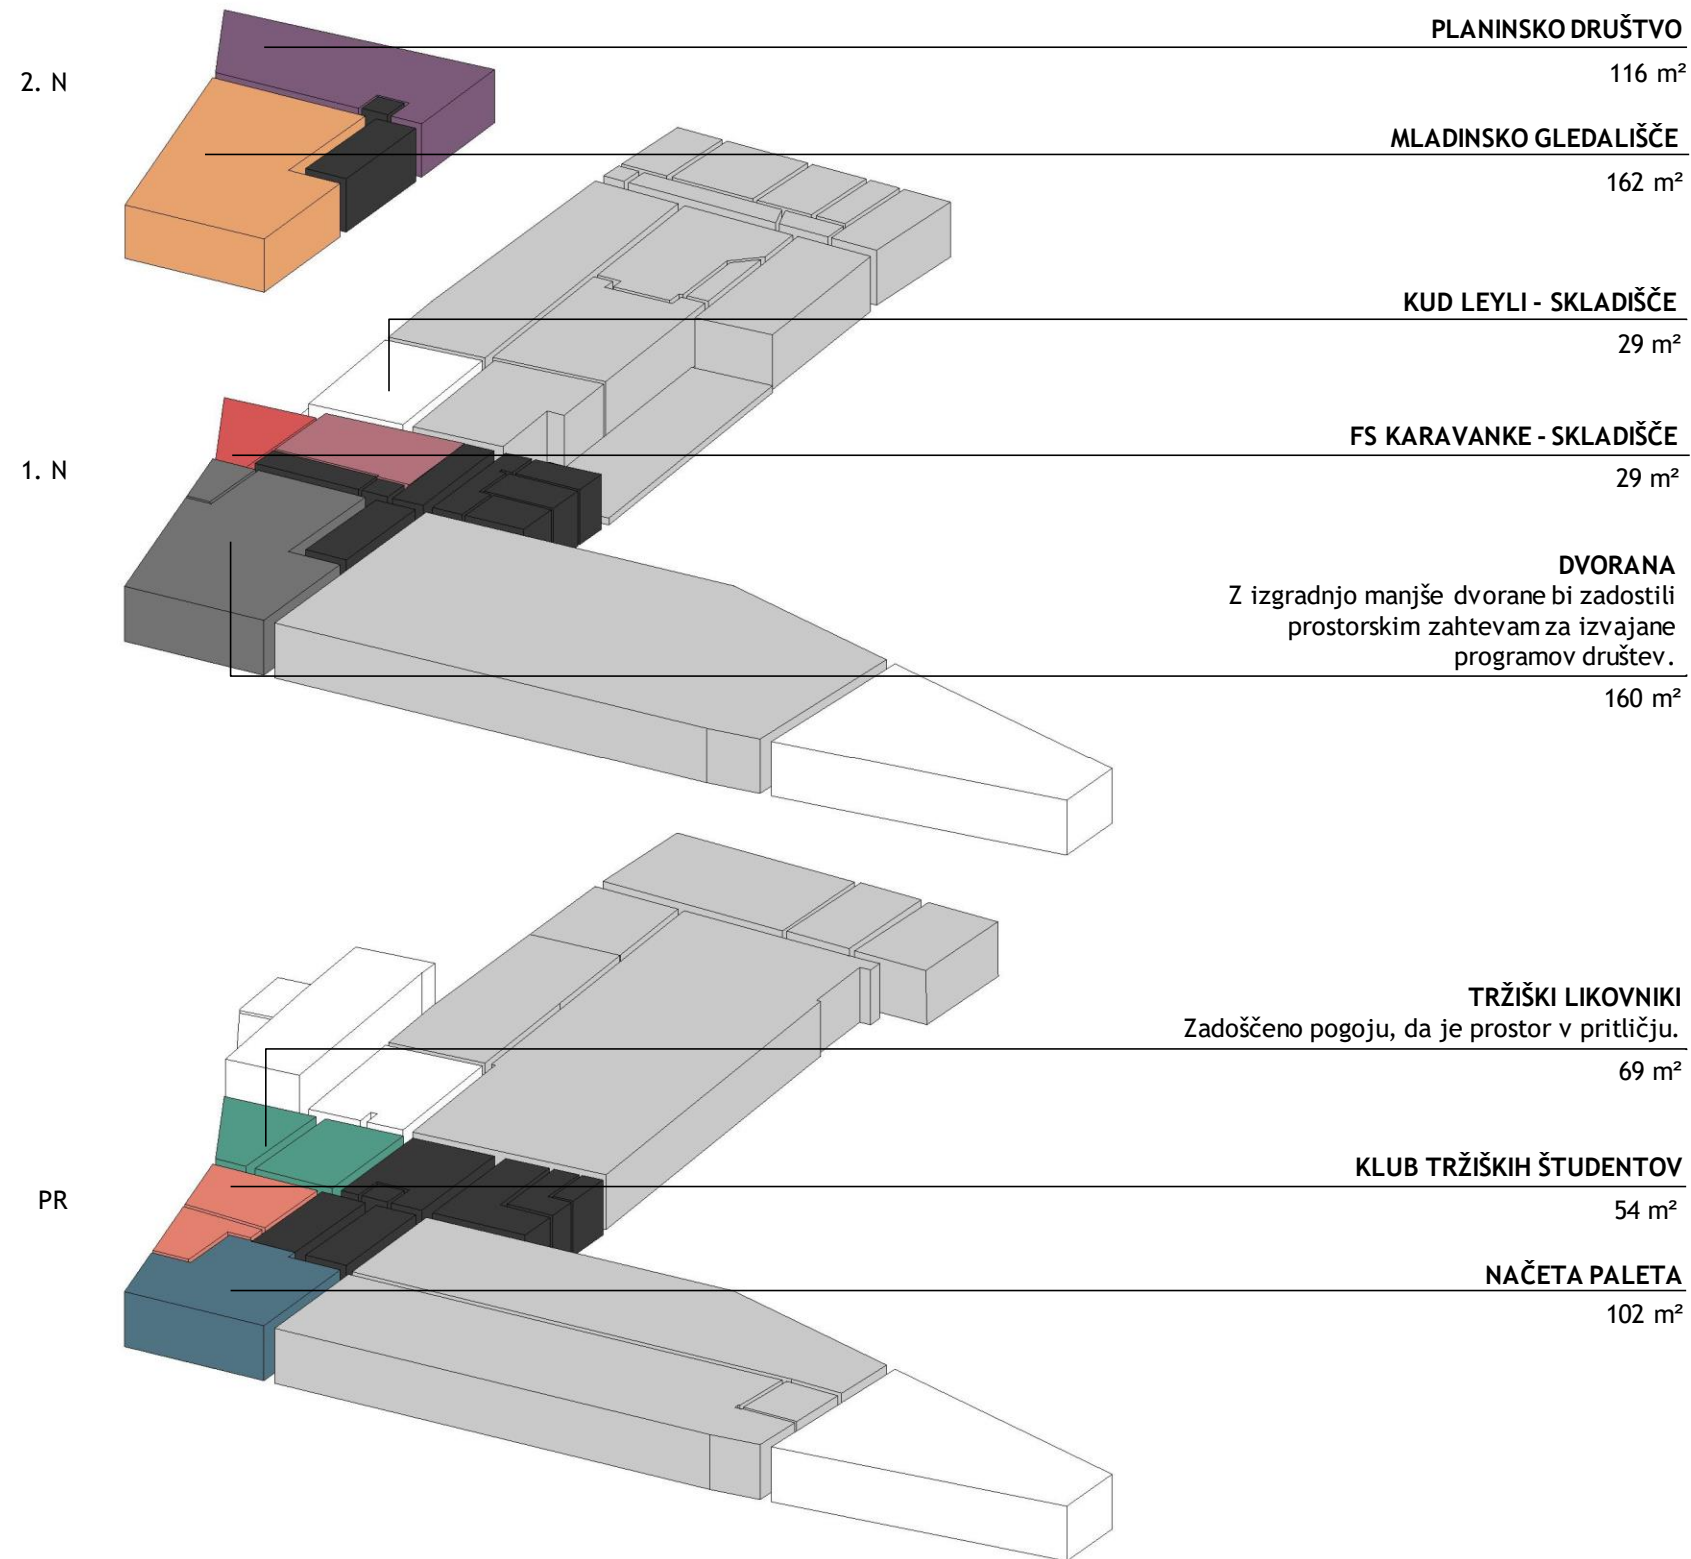 PLANINSKO DRUŠTVO
2. N
116 m²
MLADINSKO GLEDALIŠČE
162 m²
KUD LEYLI - SKLADIŠČE
29 m²
FS KARAVANKE - SKLADIŠČE
1. N
29 m²
DVORANA
Z izgradnjo manjše dvorane bi zadostili
prostorskim zahtevam za izvajane
programov društev.
160 m²
TRŽIŠKI LIKOVNIKI
Zadoščeno pogoju, da je prostor v pritličju.
69 m²
KLUB TRŽIŠKIH ŠTUDENTOV
PR
54 m²
NAČETA PALETA
102 m²